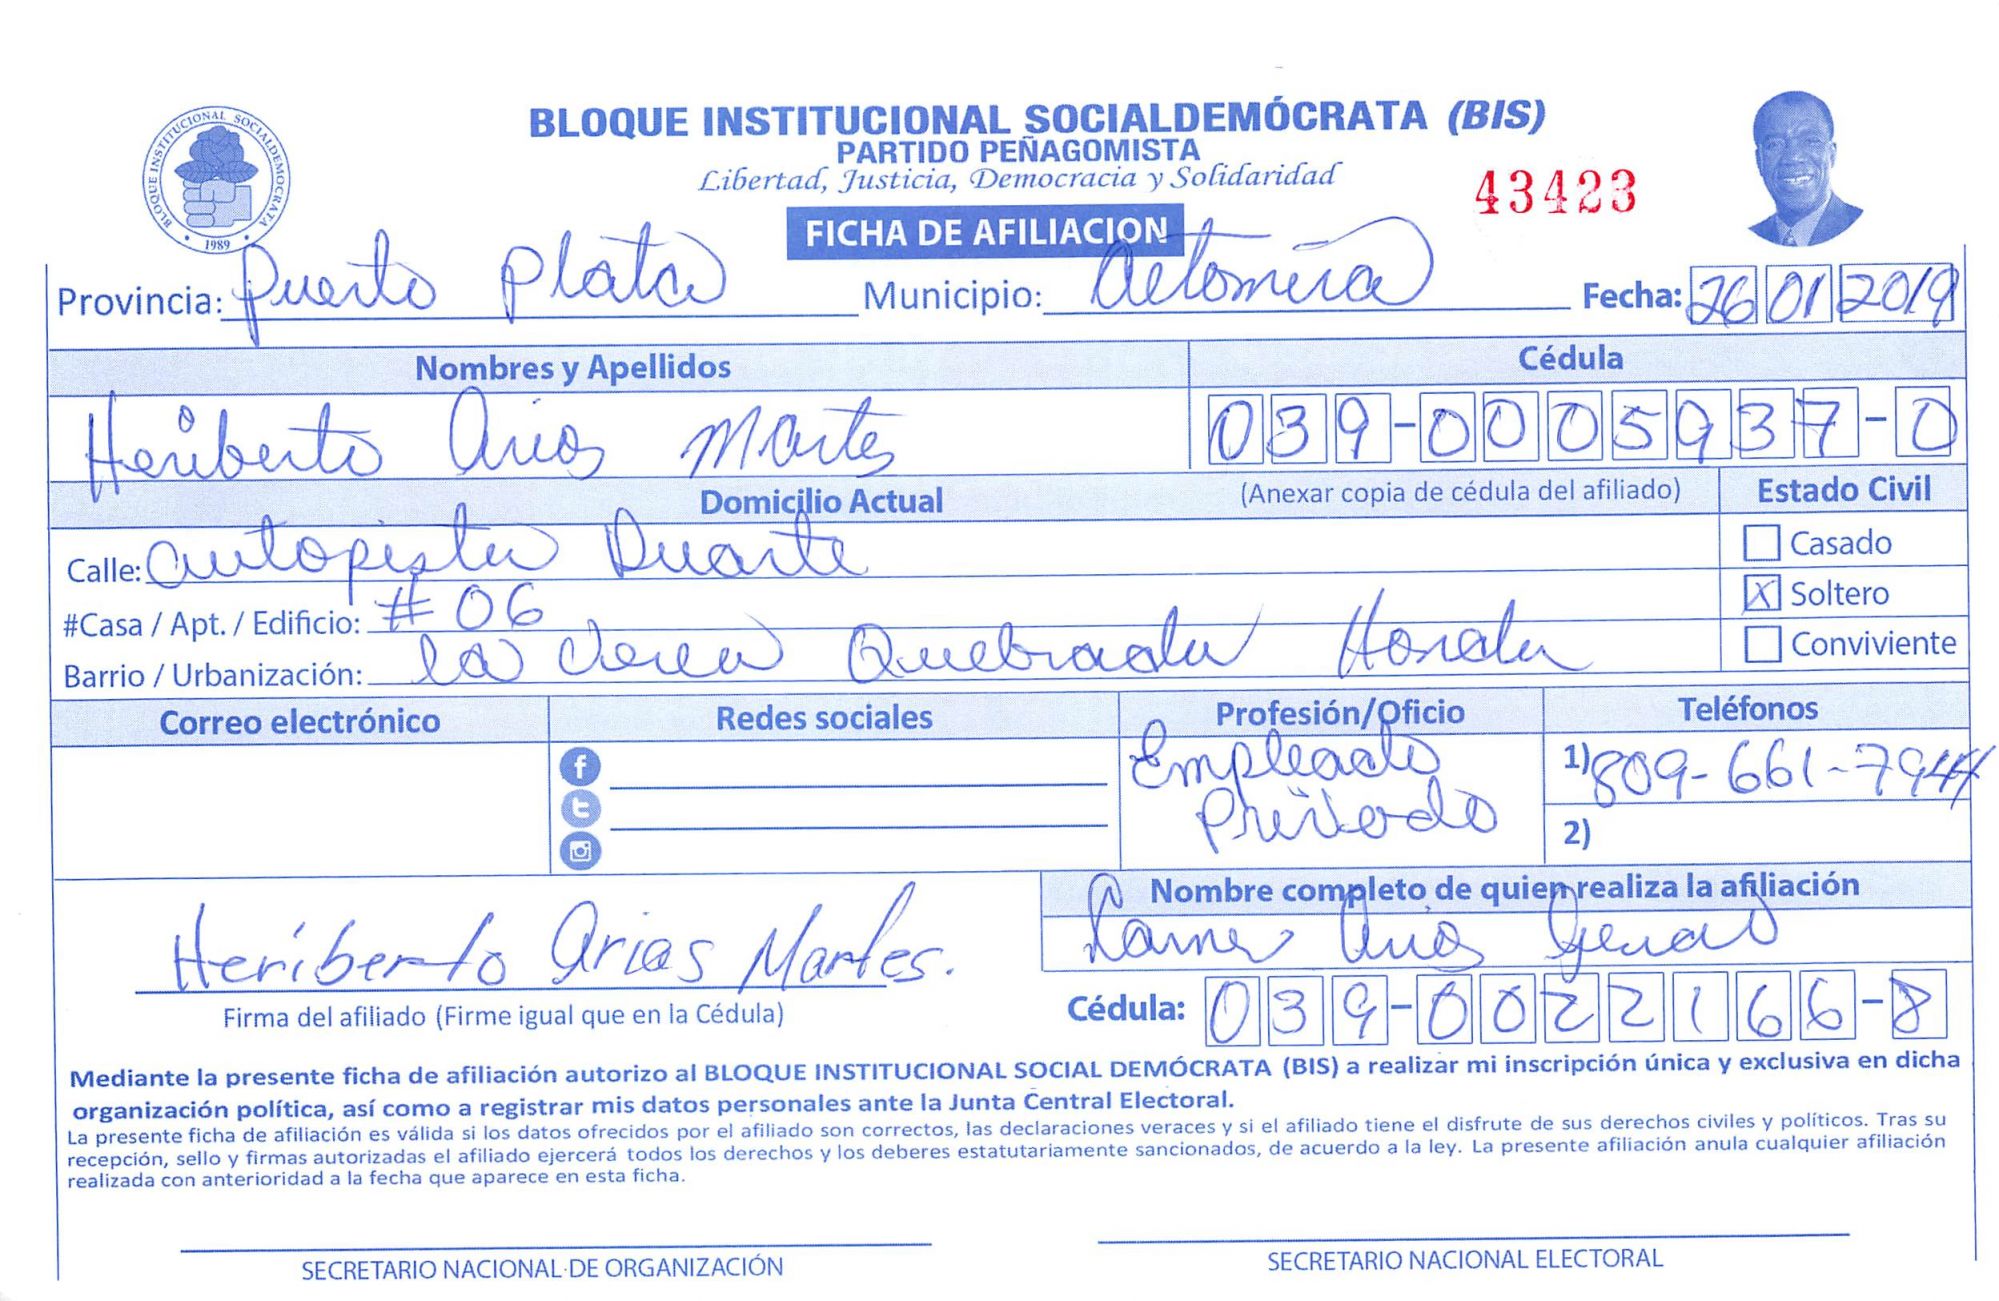 BLOQUE INSTITUCIONAL SOCIALDEMÓCRATA (BIS)
PARTIDO PEÑAGOMISTA
Libertad, Justicia, Democracia y Solidaridad
43423
BLOQUE INSTITUCIONAL SOCIALDEMOCRATA
1989
FICHA DE AFILIACION
Provincia: Puerto Plata Municipio: Altamira Fecha: 26 01 2019
Nombres y Apellidos Cédula
Heriberto Arias Martes 039-0005937-0
Domicilio Actual (Anexar copia de cédula del afiliado) Estado Civil
Calle: autopista Duarte Casado
#Casa / Apt. / Edificio: #06 X Soltero
Barrio / Urbanización: la Quebrada Honda Conviviente
Correo electrónico Redes sociales Profesión/Oficio Teléfonos
Empleado 1) 809-661-7944
Privado 2)
Nombre completo de quien realiza la afiliación
Heriberto Arias Martes. Arias
Firma del afiliado (Firme igual que en la Cédula) Cédula: 039-0022166-8
Mediante la presente ficha de afiliación autorizo al BLOQUE INSTITUCIONAL SOCIAL DEMÓCRATA (BIS) a realizar mi inscripción única y exclusiva en dicha
organización política, así como a registrar mis datos personales ante la Junta Central Electoral.
La presente ficha de afiliación es válida si los datos ofrecidos por el afiliado son correctos, las declaraciones veraces y si el afiliado tiene el disfrute de sus derechos civiles y políticos. Tras su
recepción, sello y firmas autorizadas el afiliado ejercerá todos los derechos y los deberes estatutariamente sancionados, de acuerdo a la ley. La presente afiliación anula cualquier afiliación
realizada con anterioridad a la fecha que aparece en esta ficha.
SECRETARIO NACIONAL DE ORGANIZACIÓN SECRETARIO NACIONAL ELECTORAL